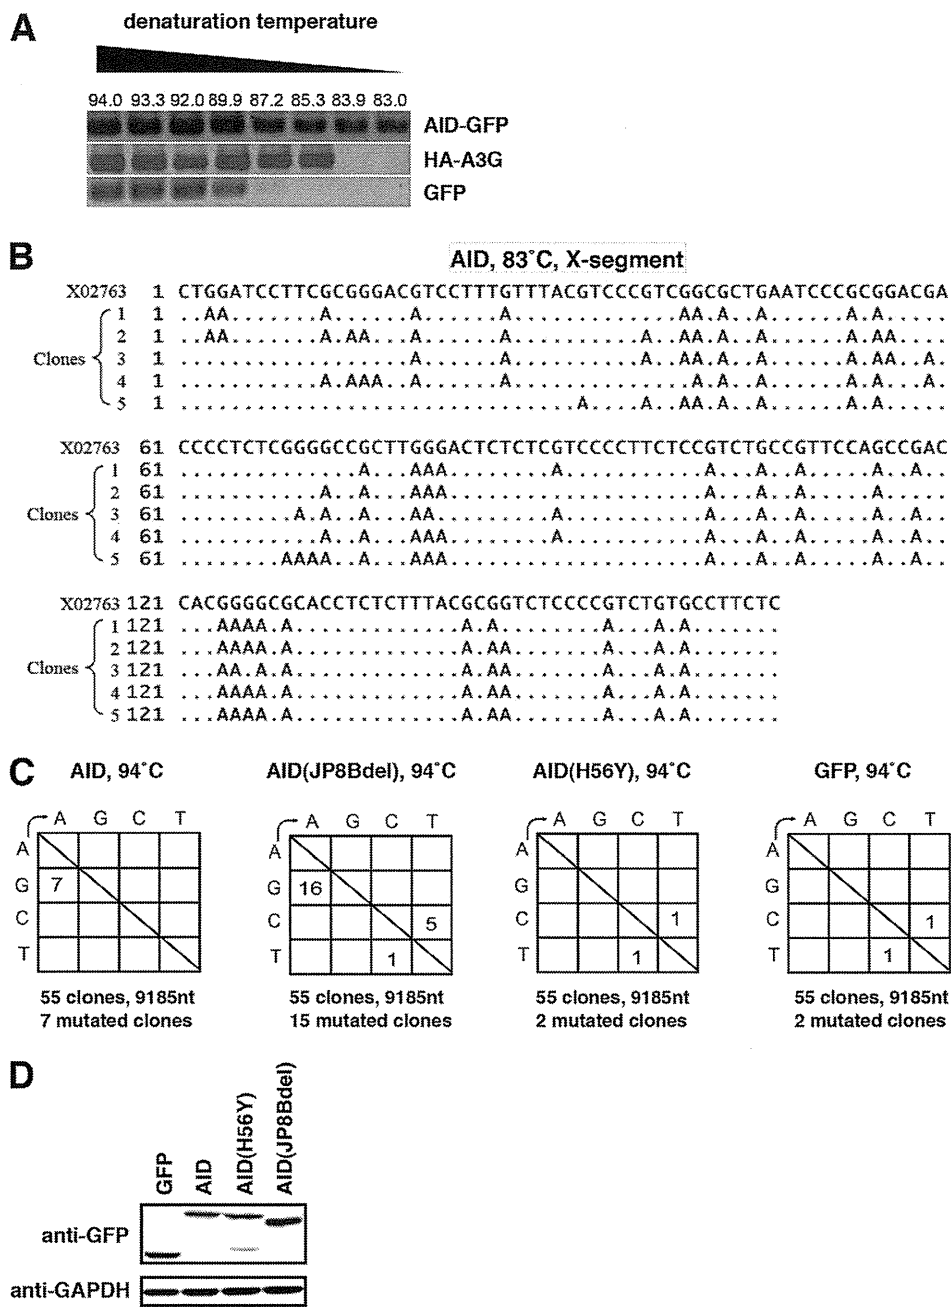 A
denaturation temperature
94.0 93.3 92.0 89.9 87.2 85.3 83.9 83.0
AID-GFP
HA-A3G
GFP
B
AID, 83°C, X-segment
X02763 1 CTGGATCCTTCGCGGGACGTCCTTTGTTTACGTCCCGTCGGCGCTGAATCCCGCGGACGA
1 1 ..AA.......A......A......A.............AA.A..A......A.A.....
2 1 ..AA.......A.AA...A......A..........A..AA.A..A......A.AA....
Clones 3 1 ..................A......A..........A..AA.A..A......A.AA..A.
4 1 ...........A.AAA..A......A..............A.A..A......A.A...A.
5 1 ...............................A....A..AA.A..A......A.A.....
X02763 61 CCCCTCTCGGGGCCGCTTGGGACTCTCTCGTCCCCTTCTCCGTCTGCCGTTCCAGCCGAC
1 61 ..............A...AAA........A...........A...A..A.....A..A..
2 61 ...........A..A...AAA....................A...A..A.....A.....
Clones 3 61 .........A.A..A...AA.........A...........A...A..A.....A..A..
4 61 ...........A..A...AAA........A...........A...A..A.....A.....
5 61 ........AAAA..A...AA.....................A...A..A.....A..A..
X02763 121 CACGGGGCGCACCTCTCTTTACGCGGTCTCCCCGTCTGTGCCTTCTC
1 121 ...AAAA.A.............A.A........A...A.A.......
2 121 ...AAAA.A.............A.AA.......A...A.A.......
Clones 3 121 ...AA.A.A.............A.AA.......A...A.A.......
4 121 ...AAAA.A.............A.AA.......A...A.A.......
5 121 ...AAAA.A.............A.AA.......A...A.A.......
C
AID, 94°C AID(JP8Bdel), 94°C AID(H56Y), 94°C GFP, 94°C
A G C T A G C T A G C T A G C T
A A A A
G 7 G 16 G G
C C 5 C 1 C 1
T T 1 T 1 T 1
55 clones, 9185nt 55 clones, 9185nt 55 clones, 9185nt 55 clones, 9185nt
7 mutated clones 15 mutated clones 2 mutated clones 2 mutated clones
D
GFP AID AID(H56Y) AID(JP8Bdel)
anti-GFP
anti-GAPDH